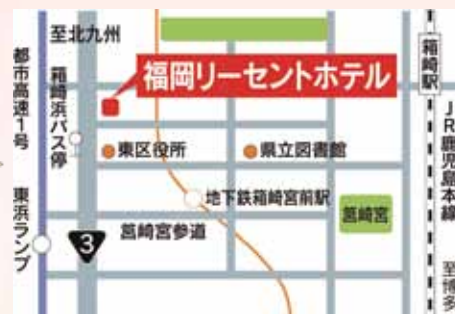 至北九州
福岡リーセントホテル
箱崎駅
都市高速1号
箱崎浜バス停
東区役所
県立図書館
JR鹿児島本線
地下鉄箱崎宮前駅
筥崎宮
東浜ランプ
3
筥崎宮参道
至博多